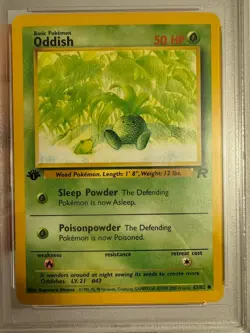 Basic Pokémon
Oddish
50 HP
Weed Pokémon. Length: 1' 8", Weight: 12 lbs.
Sleep Powder The Defending
Pokémon is now Asleep.
Poisonpowder The Defending
Pokémon is now Poisoned.
weakness resistance retreat cost
It wanders around at night sowing its seeds to create more
Oddishes. LV. 21 #43